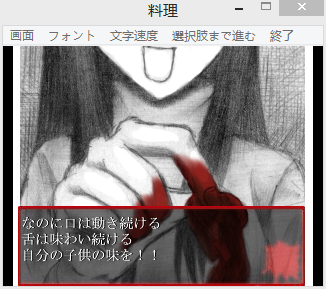 料理
画面 フォント 文字速度 選択肢まで進む 終了
なのに口は動き続ける
舌は味わい続ける
自分の子供の味を！！